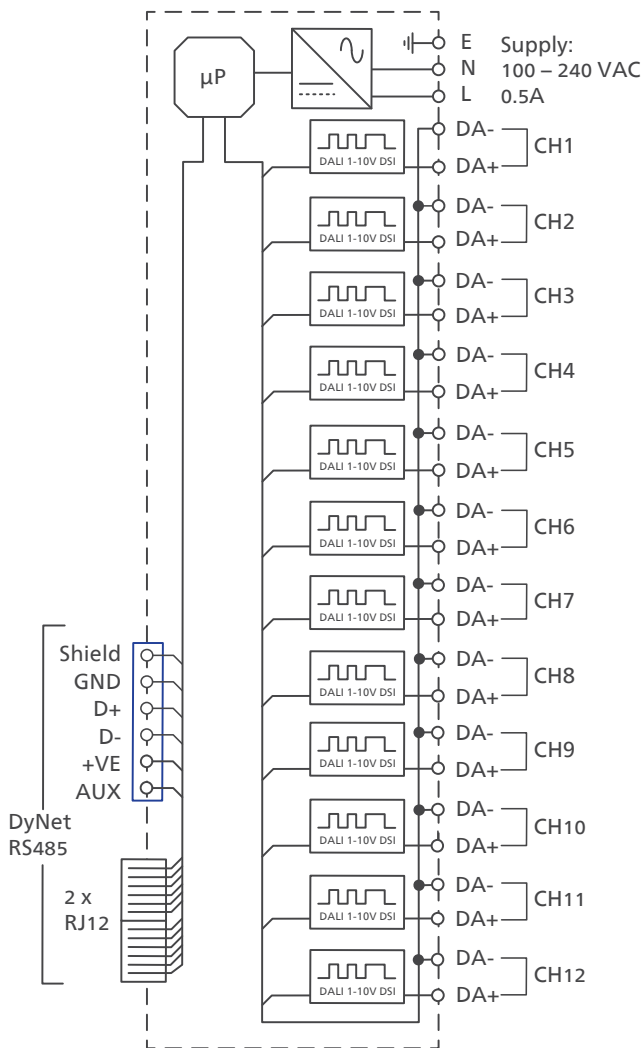 µP
E Supply:
N 100 – 240 VAC
L 0.5A
DA-
DALI 1-10V DSI DA+ CH1
DA-
DALI 1-10V DSI DA+ CH2
DA-
DALI 1-10V DSI DA+ CH3
DA-
DALI 1-10V DSI DA+ CH4
DA-
DALI 1-10V DSI DA+ CH5
DA-
DALI 1-10V DSI DA+ CH6
DA-
DALI 1-10V DSI DA+ CH7
DA-
DALI 1-10V DSI DA+ CH8
DA-
DALI 1-10V DSI DA+ CH9
DA-
DALI 1-10V DSI DA+ CH10
DA-
DALI 1-10V DSI DA+ CH11
DA-
DALI 1-10V DSI DA+ CH12
Shield
GND
D+
D-
+VE
AUX
DyNet
RS485
2 x
RJ12